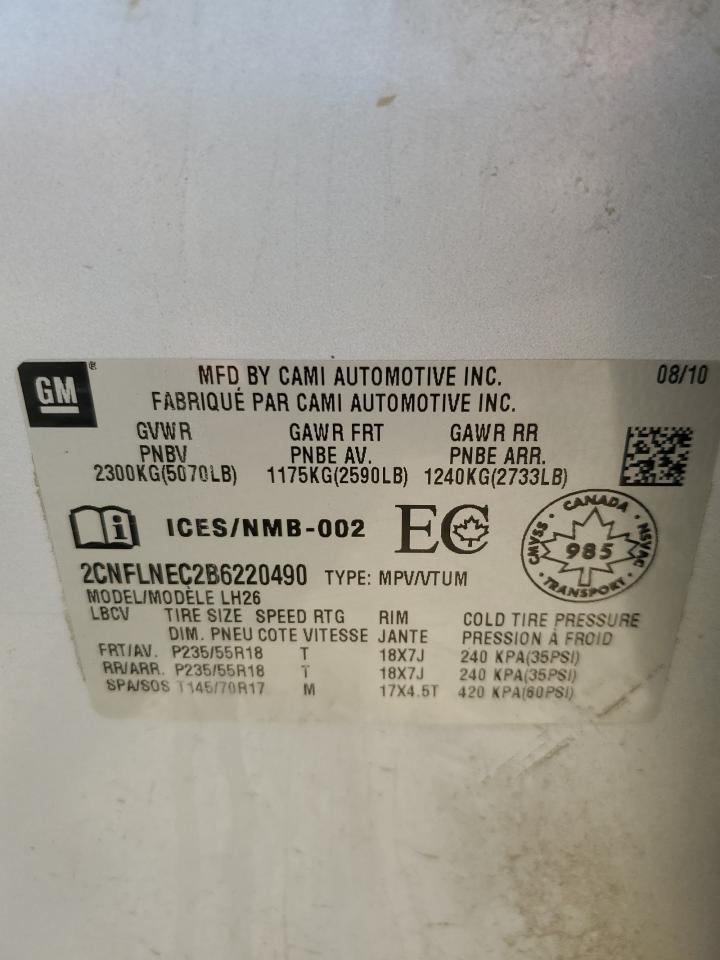 GM ®
MFD BY CAMI AUTOMOTIVE INC. 08/10
FABRIQUÉ PAR CAMI AUTOMOTIVE INC.
GVWR GAWR FRT GAWR RR
PNBV PNBE AV. PNBE ARR.
2300KG(5070LB) 1175KG(2590LB) 1240KG(2733LB)
i ICES/NMB-002 EC
CANADA
CMVSS 985 NSVAC
TRANSPORT
2CNFLNEC2B6220490 TYPE: MPV/VTUM
MODEL/MODÈLE LH26
LBCV TIRE SIZE SPEED RTG RIM COLD TIRE PRESSURE
DIM. PNEU COTE VITESSE JANTE PRESSION À FROID
FRT/AV. P235/55R18 T 18X7J 240 KPA(35PSI)
RR/ARR. P235/55R18 T 18X7J 240 KPA(35PSI)
SPA/SOS T145/70R17 M 17X4.5T 420 KPA(60PSI)